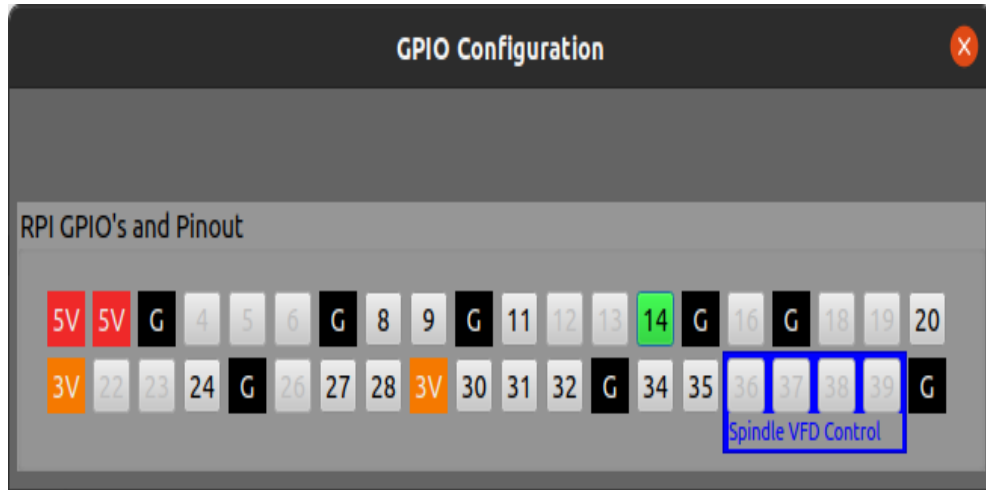 GPIO Configuration
RPI GPIO's and Pinout
5V 5V G 4 5 6 G 8 9 G 11 12 13 14 G 16 G 18 19 20
3V 22 23 24 G 26 27 28 3V 30 31 32 G 34 35 36 37 38 39 G
Spindle VFD Control